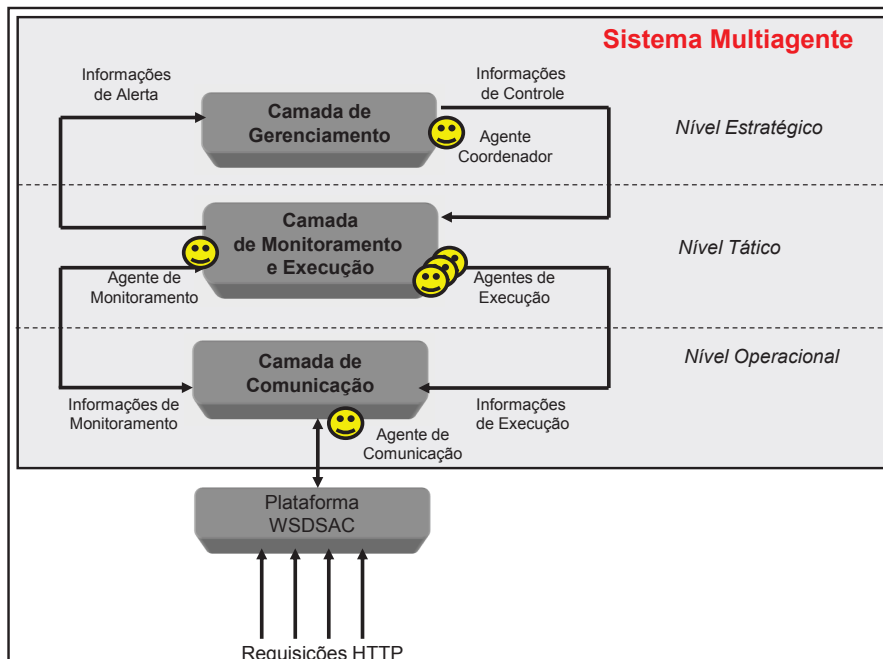 Sistema Multiagente
Informações
de Alerta
Camada de
Gerenciamento
Informações
de Controle
Agente
Coordenador
Nível Estratégico
Camada
de Monitoramento
e Execução
Nível Tático
Agente de
Monitoramento
Agentes de
Execução
Nível Operacional
Camada de
Comunicação
Informações de
Monitoramento
Informações
de Execução
Agente de
Comunicação
Plataforma
WSDSAC
Requisições HTTP